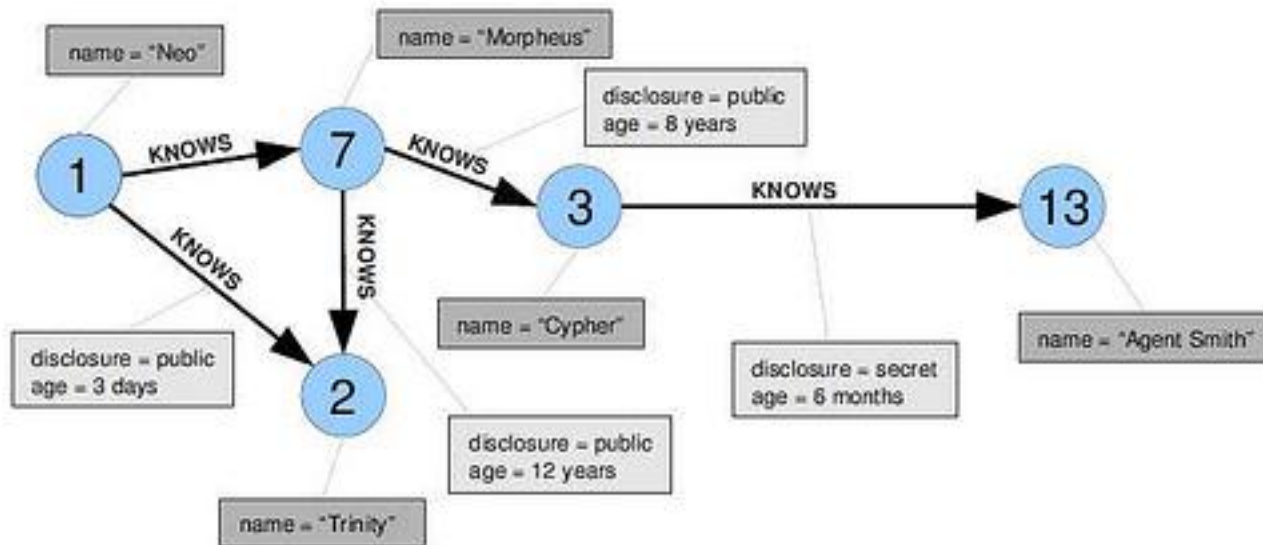 name = “Neo”
name = “Morpheus”
disclosure = public
age = 8 years
1
KNOWS
7
KNOWS
3
KNOWS
13
KNOWS
KNOWS
name = “Cypher”
name = “Agent Smith”
disclosure = public
age = 3 days
2
disclosure = secret
age = 6 months
disclosure = public
age = 12 years
name = “Trinity”